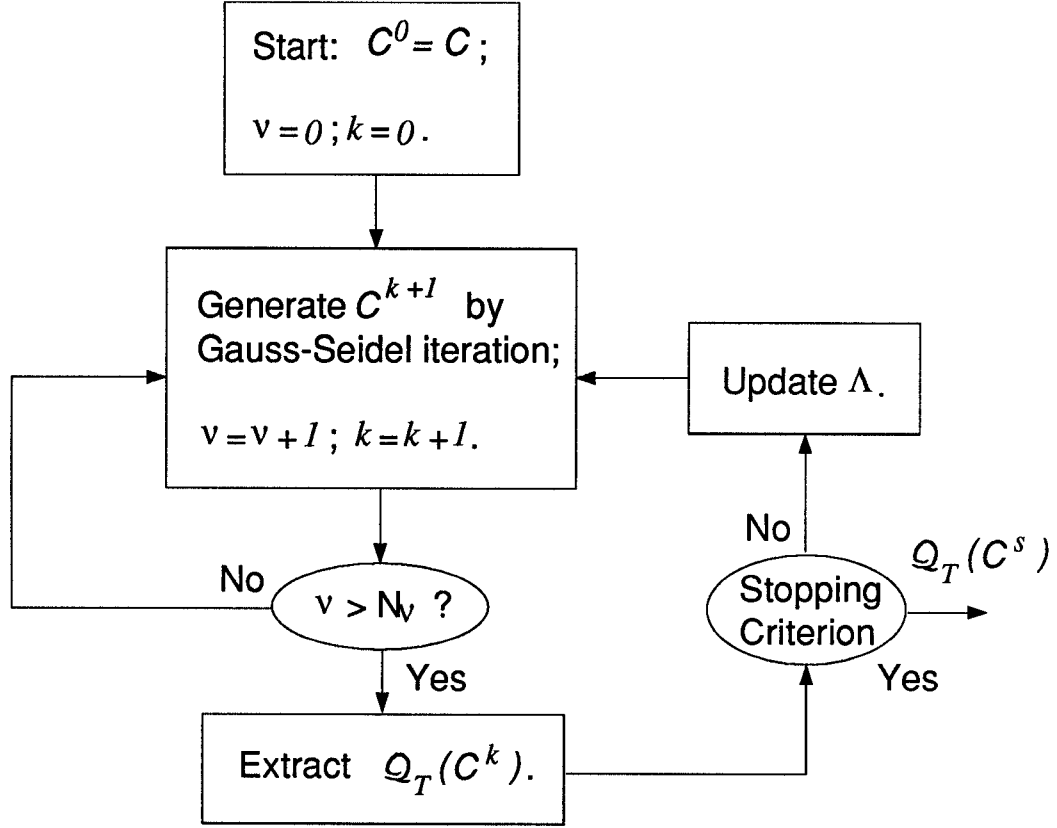 Start: C^0 = C ;
ν = 0 ; k = 0 .
Generate C^{k+1} by
Gauss-Seidel iteration;
ν = ν + 1 ; k = k + 1 .
Update Λ .
No
ν > N_ν ?
Yes
Extract Q_T (C^k) .
No
Stopping
Criterion
Q_T (C^s)
Yes